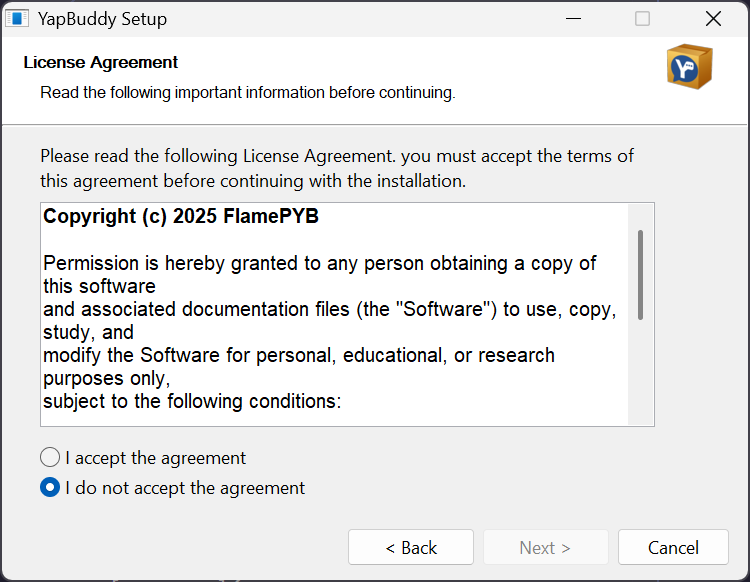 YapBuddy Setup
License Agreement
Read the following important information before continuing.
Please read the following License Agreement. you must accept the terms of
this agreement before continuing with the installation.
Copyright (c) 2025 FlamePYB
Permission is hereby granted to any person obtaining a copy of
this software
and associated documentation files (the "Software") to use, copy,
study, and
modify the Software for personal, educational, or research
purposes only,
subject to the following conditions:
I accept the agreement
I do not accept the agreement
< Back
Next >
Cancel